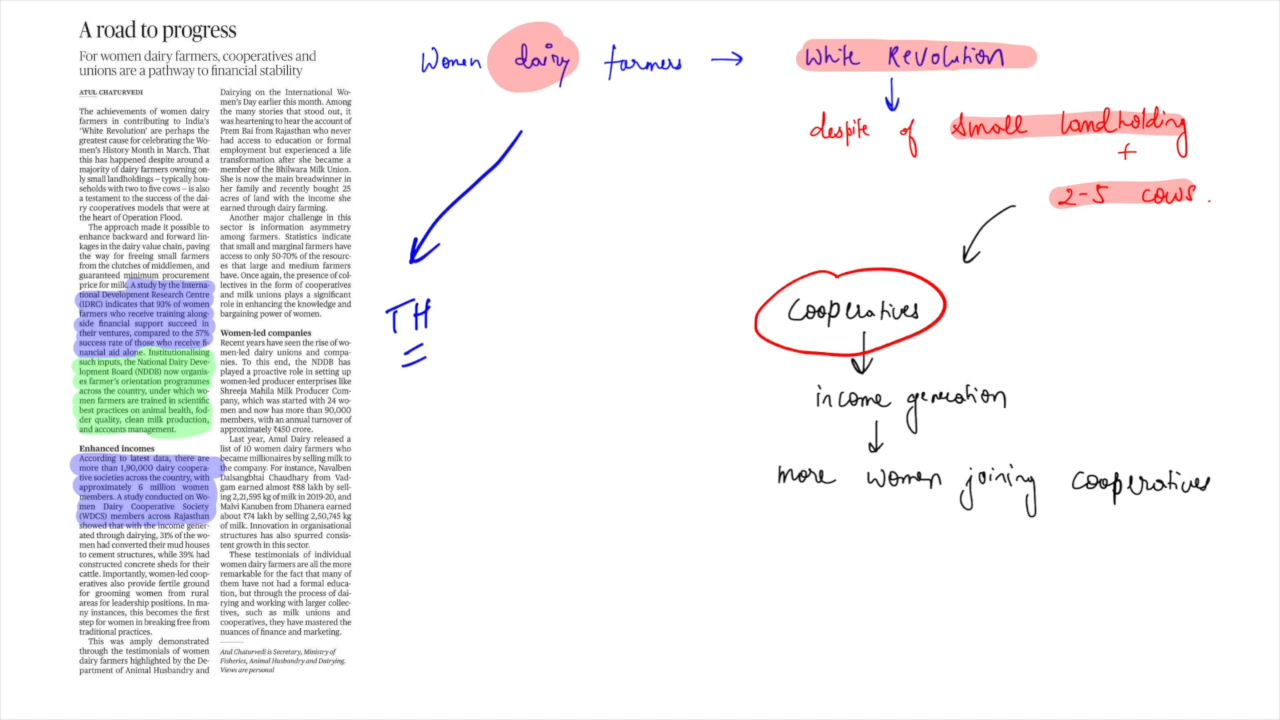 A road to progress
For women dairy farmers, cooperatives and
unions are a pathway to financial stability
ATUL CHATURVEDI
The achievements of women dairy
farmers in contributing to India's
'White Revolution' are perhaps the
greatest cause for celebrating the Wo-
men's History Month in March. That
this has happened despite around a
majority of dairy farmers owning on-
ly small landholdings – typically hou-
seholds with two to five cows – is also
a testament to the success of the dai-
ry cooperatives models that were at
the heart of Operation Flood.
The approach made it possible to
enhance backward and forward lin-
kages in the dairy value chain, paving
the way for freeing small farmers
from the clutches of middlemen, and
guaranteed minimum procurement
price for milk. A study by the Interna-
tional Development Research Centre
(IDRC) indicates that 93% of women
farmers who receive training along-
side financial support succeed in
their ventures, compared to the 57%
success rate of those who receive fi-
nancial aid alone. Institutionalising
such inputs, the National Dairy Deve-
lopment Board (NDDB) now organis-
es farmer's orientation programmes
across the country, under which wo-
men farmers are trained in scientific
best practices on animal health, fod-
der quality, clean milk production,
and accounts management.
Enhanced incomes
According to latest data, there are
more than 1,90,000 dairy coopera-
tive societies across the country, with
approximately 6 million women
members. A study conducted on Wo-
men Dairy Cooperative Society
(WDCS) members across Rajasthan
showed that with the income gener-
ated through dairying, 31% of the wo-
men had converted their mud houses
to cement structures, while 39% had
constructed concrete sheds for their
cattle. Importantly, women-led coop-
eratives also provide fertile ground
for grooming women from rural
areas for leadership positions. In ma-
ny instances, this becomes the first
step for women in breaking free from
traditional practices.
This was amply demonstrated
through the testimonials of women
dairy farmers highlighted by the De-
partment of Animal Husbandry and
Dairying on the International Wo-
men's Day earlier this month. Among
the many stories that stood out, it
was heartening to hear the account of
Prem Bai from Rajasthan who never
had access to education or formal
employment but experienced a life
transformation after she became a
member of the Bhilwara Milk Union.
She is now the main breadwinner in
her family and recently bought 25
acres of land with the income she
earned through dairy farming.
Another major challenge in this
sector is information asymmetry
among farmers. Statistics indicate
that small and marginal farmers have
access to only 50-70% of the resourc-
es that large and medium farmers
have. Once again, the presence of col-
lectives in the form of cooperatives
and milk unions plays a significant
role in enhancing the knowledge and
bargaining power of women.
Women-led companies
Recent years have seen the rise of wo-
men-led dairy unions and compa-
nies. To this end, the NDDB has
played a proactive role in setting up
women-led producer enterprises like
Shreeja Mahila Milk Producer Com-
pany, which was started with 24 wo-
men and now has more than 90,000
members, with an annual turnover of
approximately ₹450 crore.
Last year, Amul Dairy released a
list of 10 women dairy farmers who
became millionaires by selling milk to
the company. For instance, Navalben
Dalsangbhai Chaudhary from Vad-
gam earned almost ₹88 lakh by sell-
ing 2,21,595 kg of milk in 2019-20, and
Malvi Kanuben from Dhanera earned
about ₹74 lakh by selling 2,50,745 kg
of milk. Innovation in organisational
structures has also spurred consis-
tent growth in this sector.
These testimonials of individual
women dairy farmers are all the more
remarkable for the fact that many of
them have not had a formal educa-
tion, but through the process of dai-
rying and working with larger collec-
tives, such as milk unions and
cooperatives, they have mastered the
nuances of finance and marketing.
Atul Chaturvedi is Secretary, Ministry of
Fisheries, Animal Husbandry and Dairying.
Views are personal
Women dairy farmers → White Revolution
despite of small landholding
+
2-5 cows.
TH
Cooperatives
income generation
more women joining cooperatives